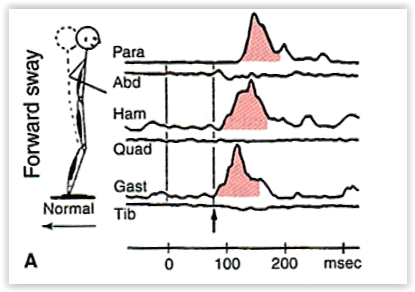 Forward sway
Normal
A
Para
Abd
Ham
Quad
Gast
Tib
0 100 200 msec